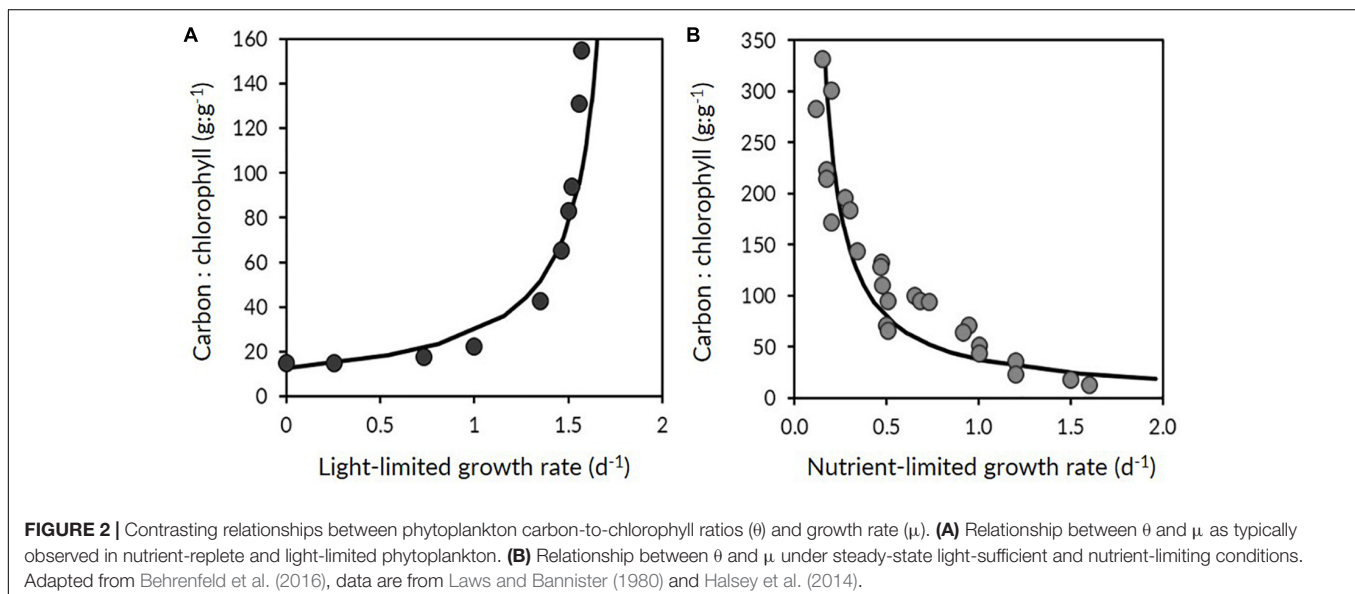 A
160
140
120
100
80
60
40
20
0
Carbon : chlorophyll (g:g-1)
0 0.5 1 1.5 2
Light-limited growth rate (d-1)
B
350
300
250
200
150
100
50
0
Carbon : chlorophyll (g:g-1)
0.0 0.5 1.0 1.5 2.0
Nutrient-limited growth rate (d-1)
FIGURE 2 | Contrasting relationships between phytoplankton carbon-to-chlorophyll ratios (θ) and growth rate (μ). (A) Relationship between θ and μ as typically
observed in nutrient-replete and light-limited phytoplankton. (B) Relationship between θ and μ under steady-state light-sufficient and nutrient-limiting conditions.
Adapted from Behrenfeld et al. (2016), data are from Laws and Bannister (1980) and Halsey et al. (2014).